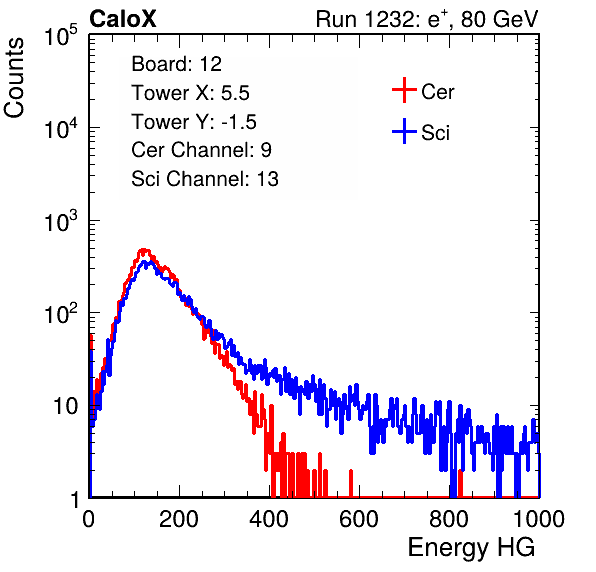 CaloX Run 1232: e⁺, 80 GeV
Counts
10⁵
10⁴
10³
10²
10
1
Board: 12
Tower X: 5.5
Tower Y: -1.5
Cer Channel: 9
Sci Channel: 13
Cer
Sci
0 200 400 600 800 1000
Energy HG